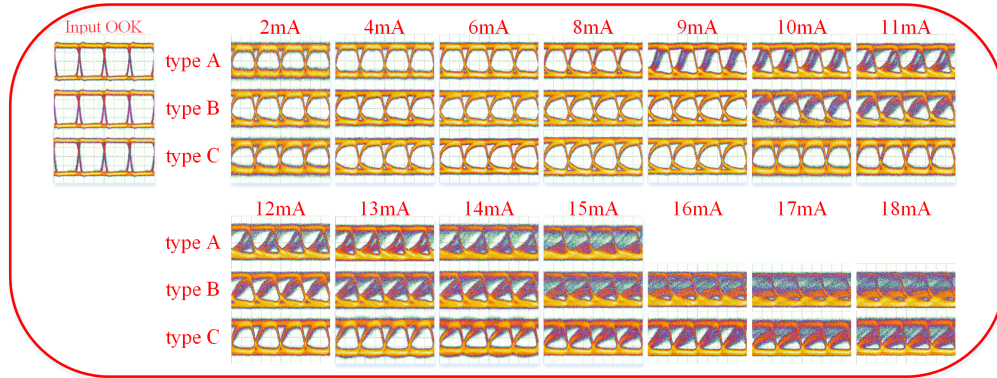 Input OOK 2mA 4mA 6mA 8mA 9mA 10mA 11mA
type A
type B
type C
12mA 13mA 14mA 15mA 16mA 17mA 18mA
type A
type B
type C